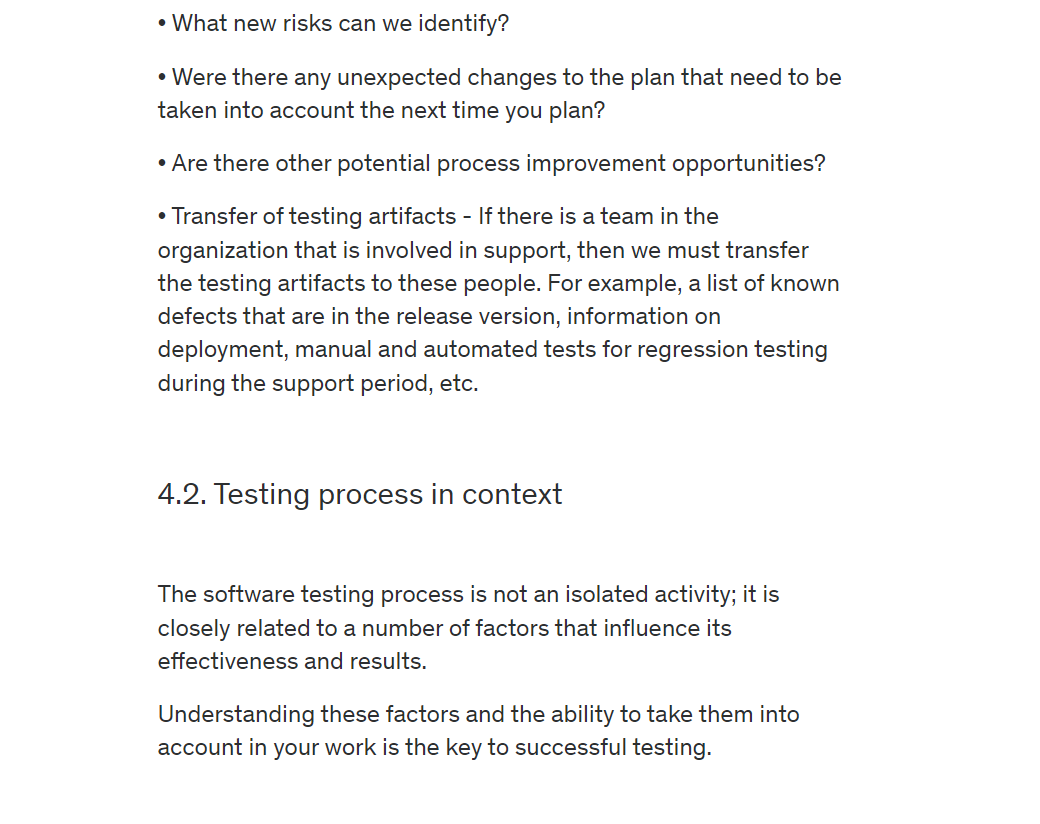 • What new risks can we identify?
• Were there any unexpected changes to the plan that need to be
taken into account the next time you plan?
• Are there other potential process improvement opportunities?
• Transfer of testing artifacts - If there is a team in the
organization that is involved in support, then we must transfer
the testing artifacts to these people. For example, a list of known
defects that are in the release version, information on
deployment, manual and automated tests for regression testing
during the support period, etc.
4.2. Testing process in context
The software testing process is not an isolated activity; it is
closely related to a number of factors that influence its
effectiveness and results.
Understanding these factors and the ability to take them into
account in your work is the key to successful testing.